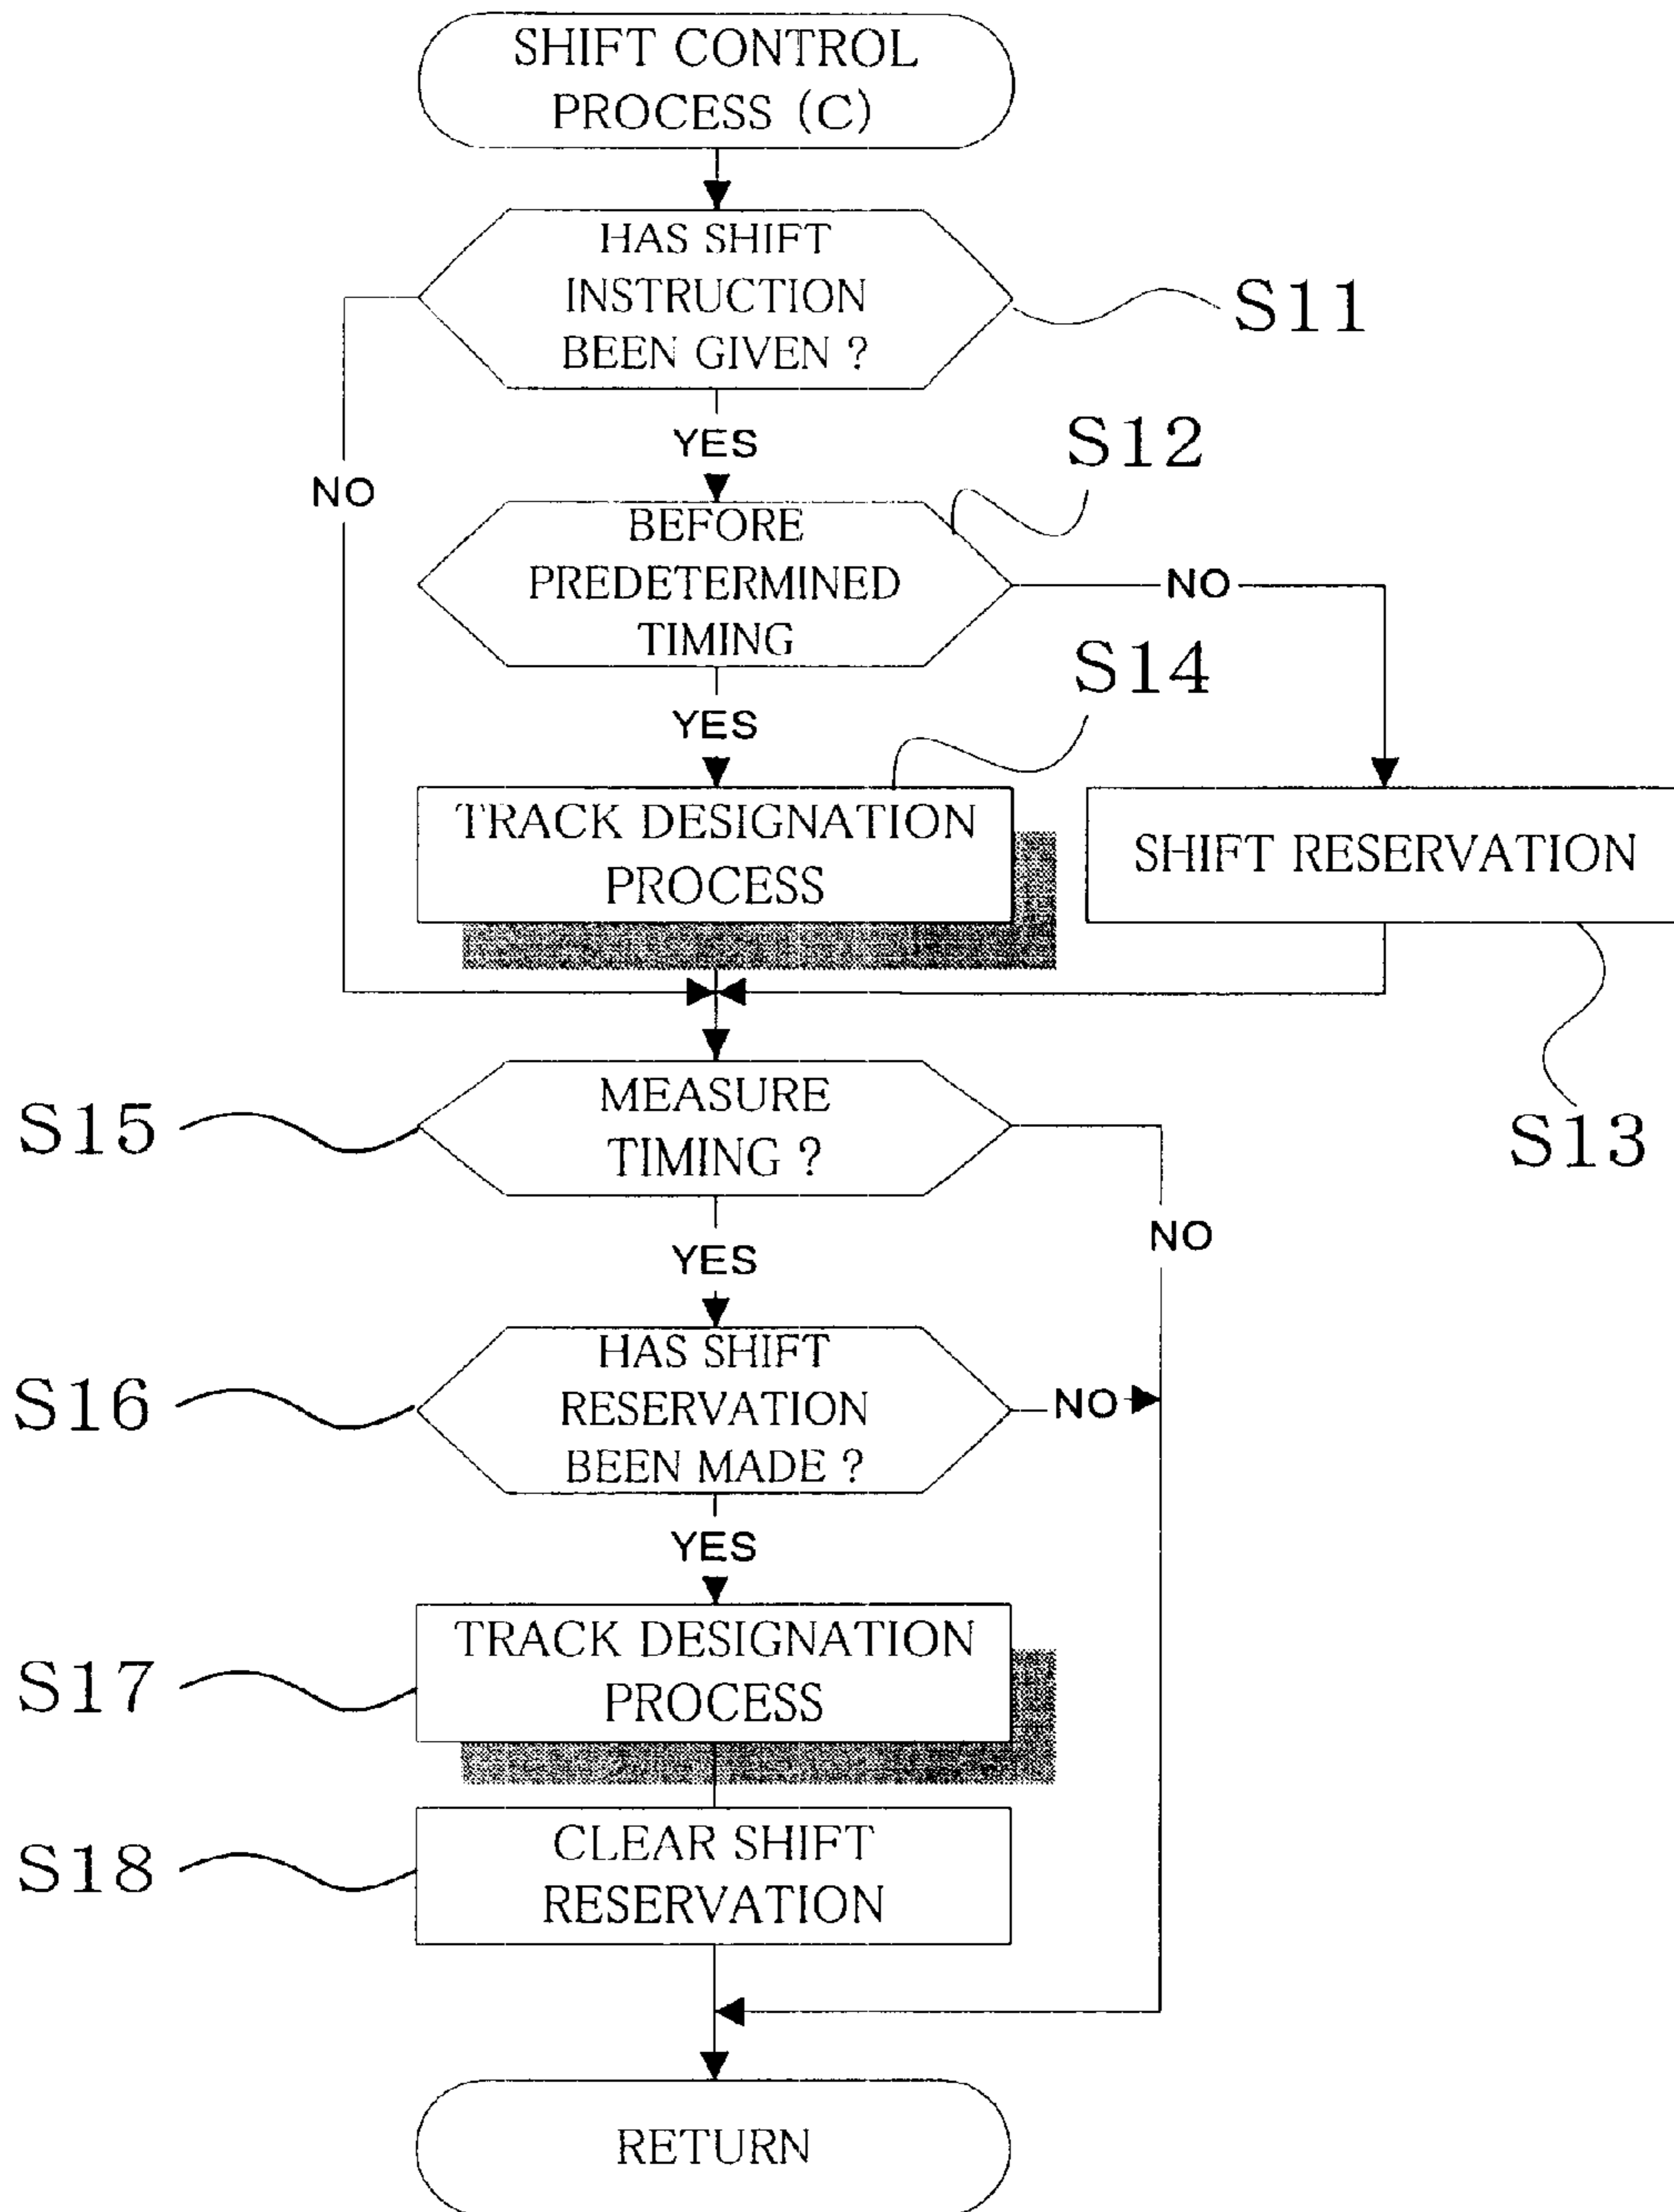 SHIFT CONTROL
PROCESS (C)
HAS SHIFT
INSTRUCTION
BEEN GIVEN ?
S11
YES
NO
S12
BEFORE
PREDETERMINED
TIMING
NO
YES
S14
TRACK DESIGNATION
PROCESS
SHIFT RESERVATION
S13
S15
MEASURE
TIMING ?
NO
YES
S16
HAS SHIFT
RESERVATION
BEEN MADE ?
NO
YES
S17
TRACK DESIGNATION
PROCESS
S18
CLEAR SHIFT
RESERVATION
RETURN